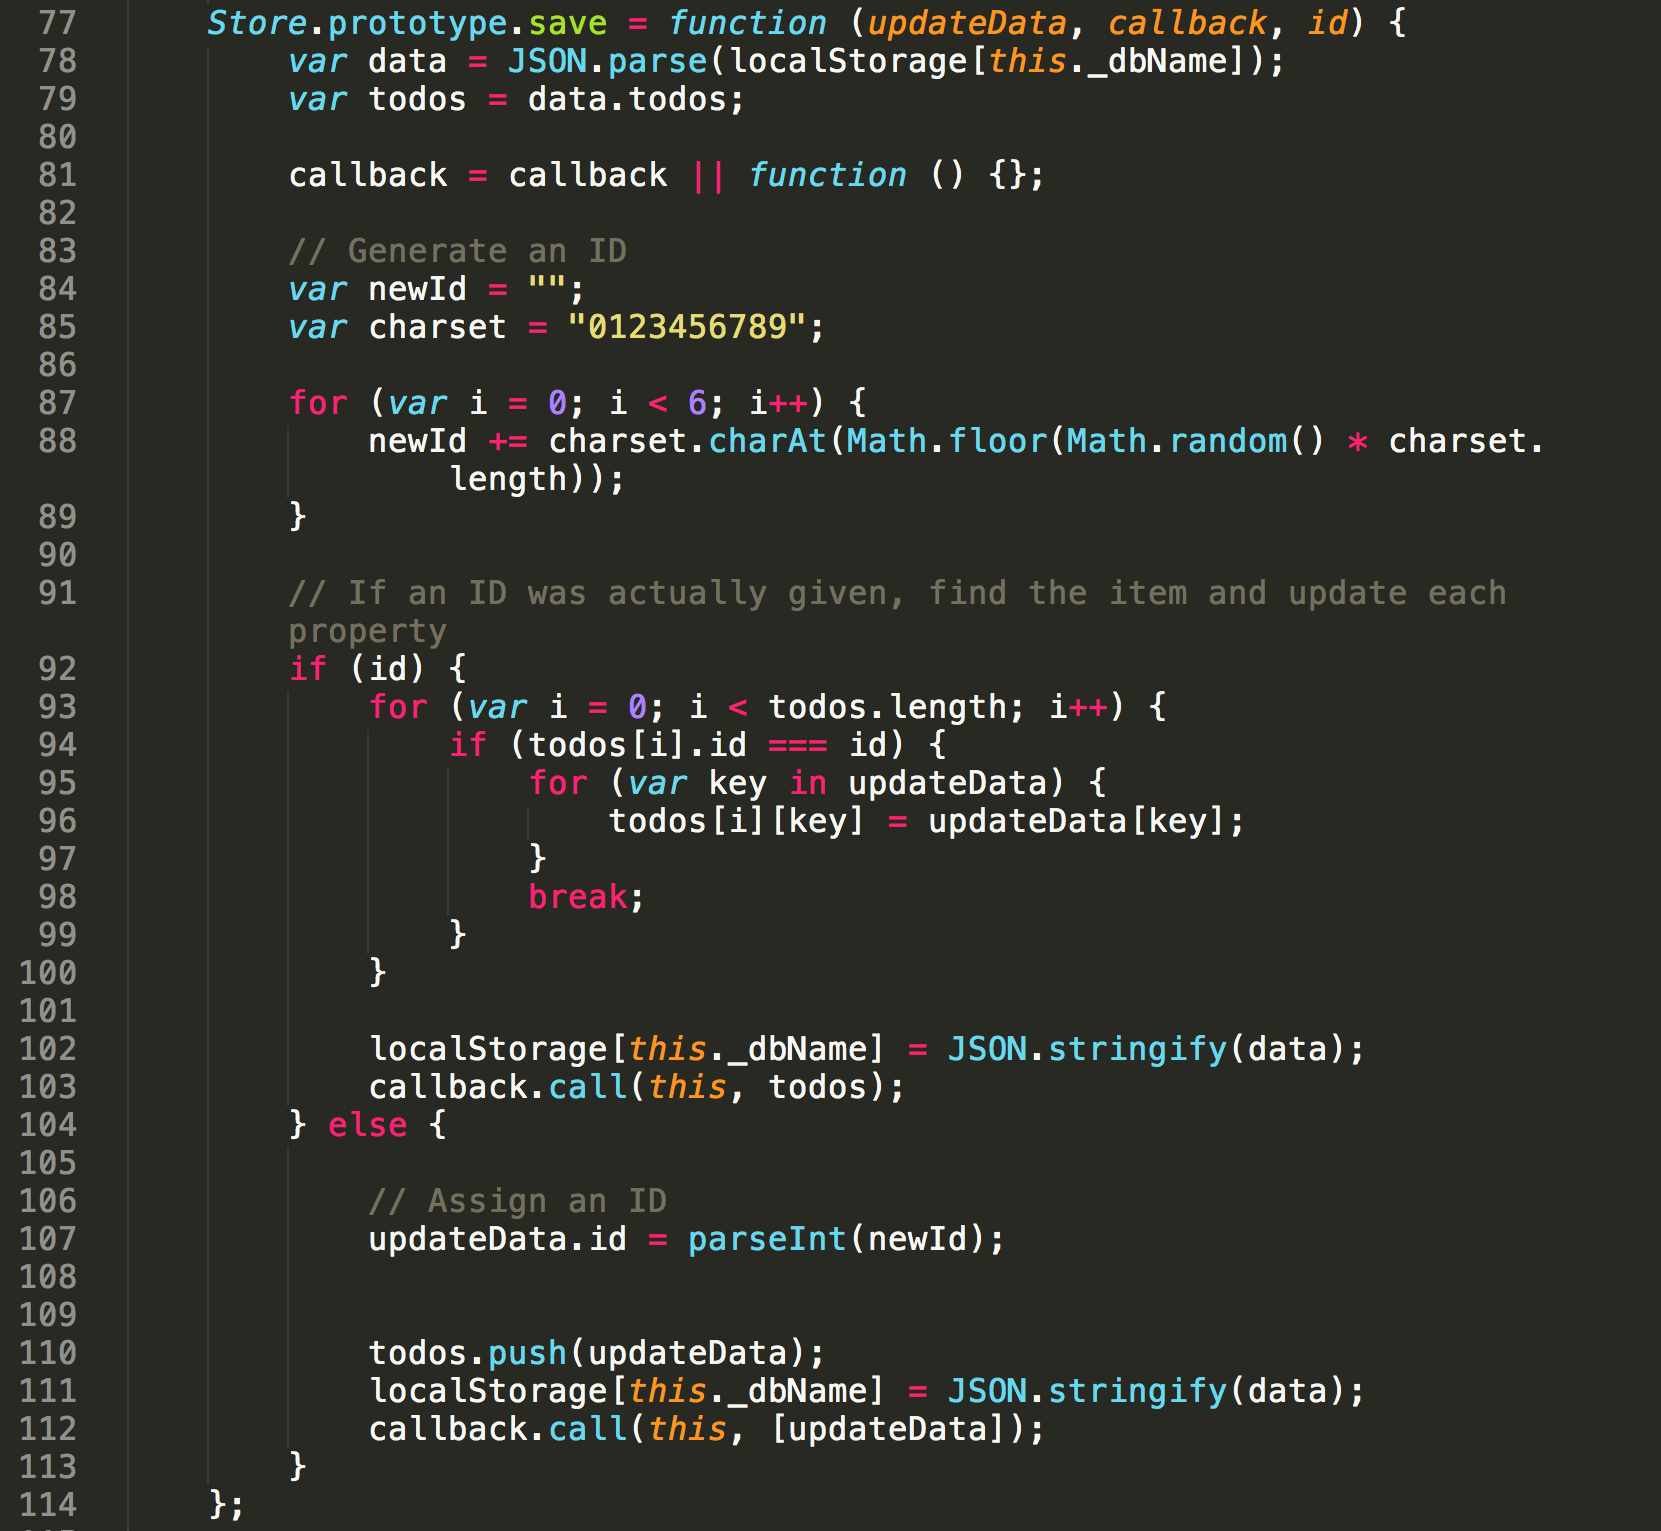 77 Store.prototype.save = function (updateData, callback, id) {
78 var data = JSON.parse(localStorage[this._dbName]);
79 var todos = data.todos;
80
81 callback = callback || function () {};
82
83 // Generate an ID
84 var newId = "";
85 var charset = "0123456789";
86
87 for (var i = 0; i < 6; i++) {
88 newId += charset.charAt(Math.floor(Math.random() * charset.
length));
89 }
90
91 // If an ID was actually given, find the item and update each
property
92 if (id) {
93 for (var i = 0; i < todos.length; i++) {
94 if (todos[i].id === id) {
95 for (var key in updateData) {
96 todos[i][key] = updateData[key];
97 }
98 break;
99 }
100 }
101
102 localStorage[this._dbName] = JSON.stringify(data);
103 callback.call(this, todos);
104 } else {
105
106 // Assign an ID
107 updateData.id = parseInt(newId);
108
109
110 todos.push(updateData);
111 localStorage[this._dbName] = JSON.stringify(data);
112 callback.call(this, [updateData]);
113 }
114 };